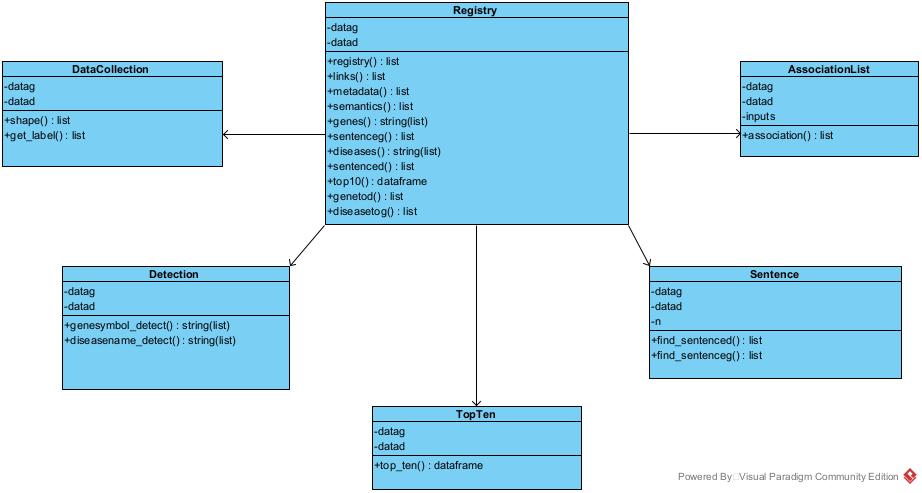 Registry
-datag
-datad
+registry() : list
+links() : list
+metadata() : list
+semantics() : list
+genes() : string(list)
+sentenceg() : list
+diseases() : string(list)
+sentenced() : list
+top10() : dataframe
+genetod() : list
+diseasetog() : list
DataCollection
-datag
-datad
+shape() : list
+get_label() : list
AssociationList
-datag
-datad
-inputs
+association() : list
Detection
-datag
-datad
+genesymbol_detect() : string(list)
+diseasename_detect() : string(list)
Sentence
-datag
-datad
-n
+find_sentenced() : list
+find_sentenceg() : list
TopTen
-datag
-datad
+top_ten() : dataframe
Powered By: Visual Paradigm Community Edition